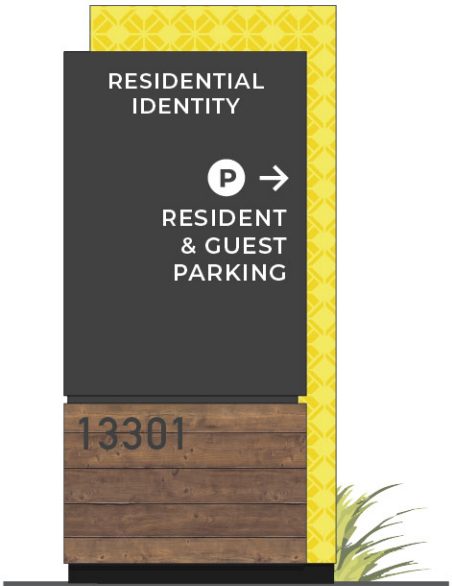 RESIDENTIAL
IDENTITY
P →
RESIDENT
& GUEST
PARKING
13301